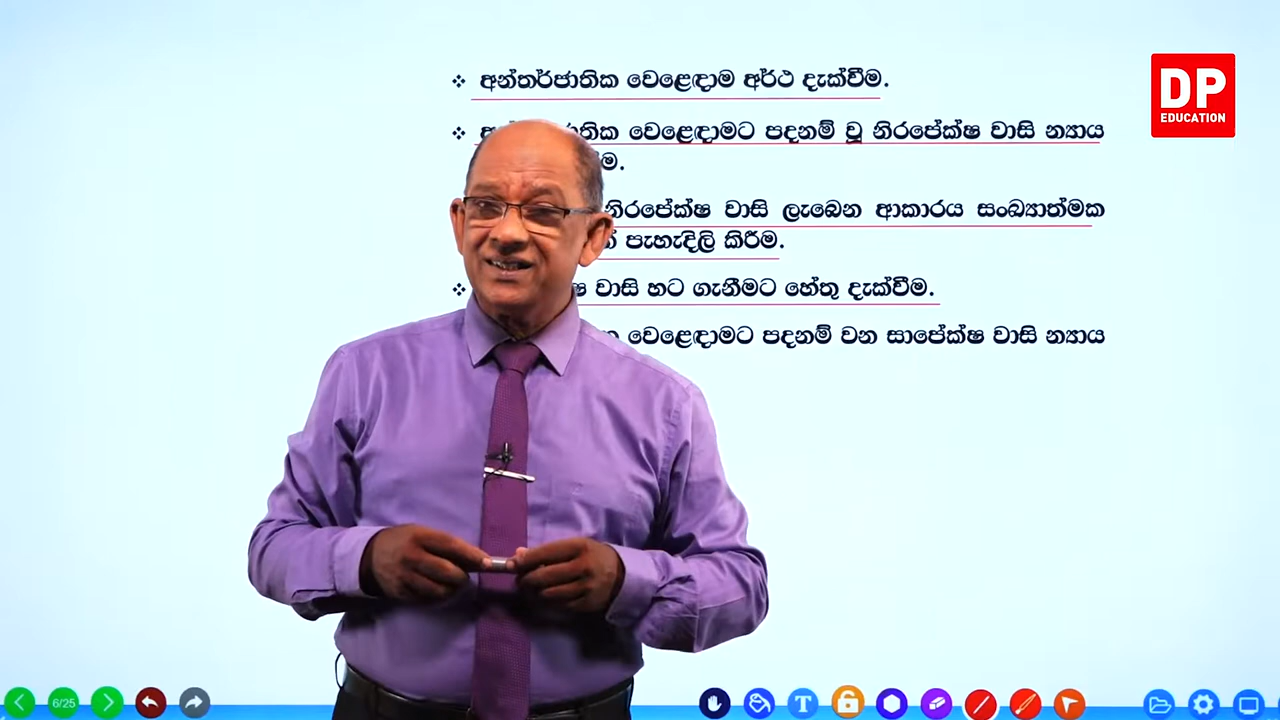 ❖ අන්තර්ජාතික වෙළෙඳාම අර්ථ දැක්වීම.
වෙළෙඳාමට පදනම් වූ නිරපේක්ෂ වාසි න්‍යාය
නිරපේක්ෂ වාසි ලැබෙන ආකාරය සංඛ්‍යාත්මක
පැහැදිලි කිරීම.
වාසි හට ගැනීමට හේතු දැක්වීම.
වෙළෙඳාමට පදනම් වන සාපේක්ෂ වාසි න්‍යාය
DP
EDUCATION
6/25